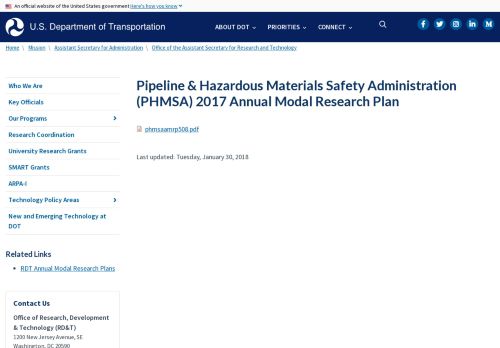 An official website of the United States government Here's how you know
U.S. Department of Transportation
ABOUT DOT
PRIORITIES
CONNECT
Home \ Mission \ Assistant Secretary for Administration \ Office of the Assistant Secretary for Research and Technology
Who We Are
Key Officials
Our Programs
Research Coordination
University Research Grants
SMART Grants
ARPA-I
Technology Policy Areas
New and Emerging Technology at
DOT
Related Links
RDT Annual Modal Research Plans
Contact Us
Office of Research, Development
& Technology (RD&T)
1200 New Jersey Avenue, SE
Washington, DC 20590
Pipeline & Hazardous Materials Safety Administration
(PHMSA) 2017 Annual Modal Research Plan
phmsaamrp508.pdf
Last updated: Tuesday, January 30, 2018